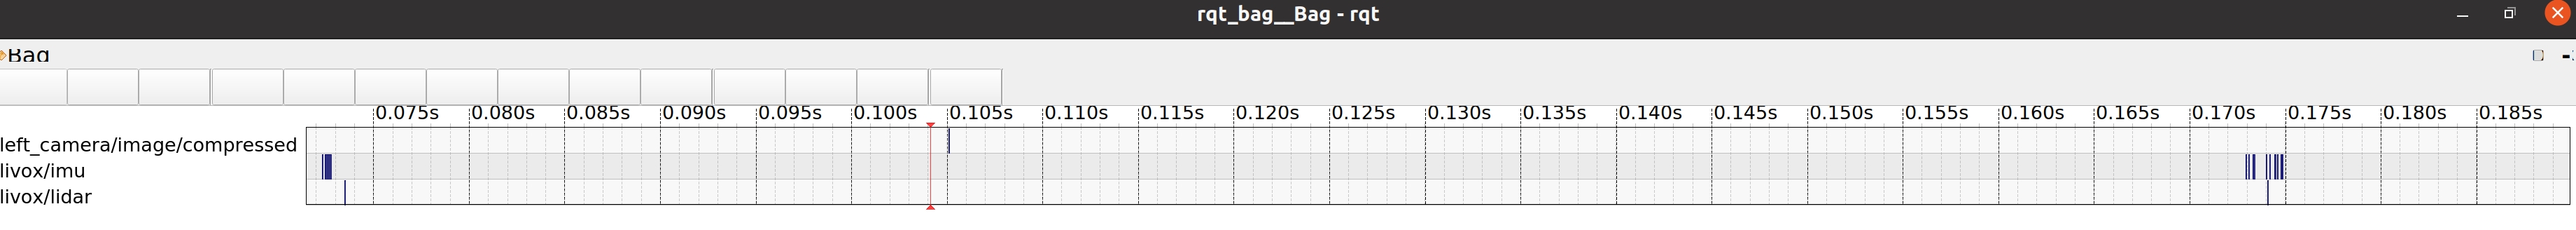 rqt_bag__Bag - rqt
Bag
0.075s 0.080s 0.085s 0.090s 0.095s 0.100s 0.105s 0.110s 0.115s 0.120s 0.125s 0.130s 0.135s 0.140s 0.145s 0.150s 0.155s 0.160s 0.165s 0.170s 0.175s 0.180s 0.185s
left_camera/image/compressed
livox/imu
livox/lidar